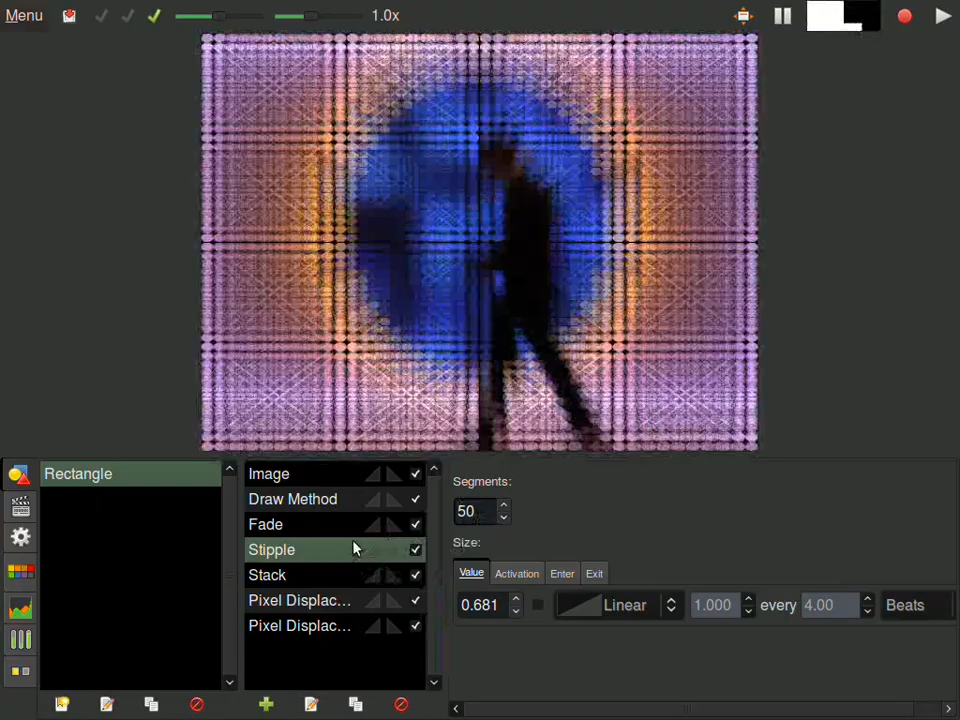 Menu
1.0x
Rectangle
Image
Draw Method
Fade
Stipple
Stack
Pixel Displac...
Pixel Displac...
Segments:
50
Size:
Value Activation Enter Exit
0.681 Linear 1.000 every 4.00 Beats